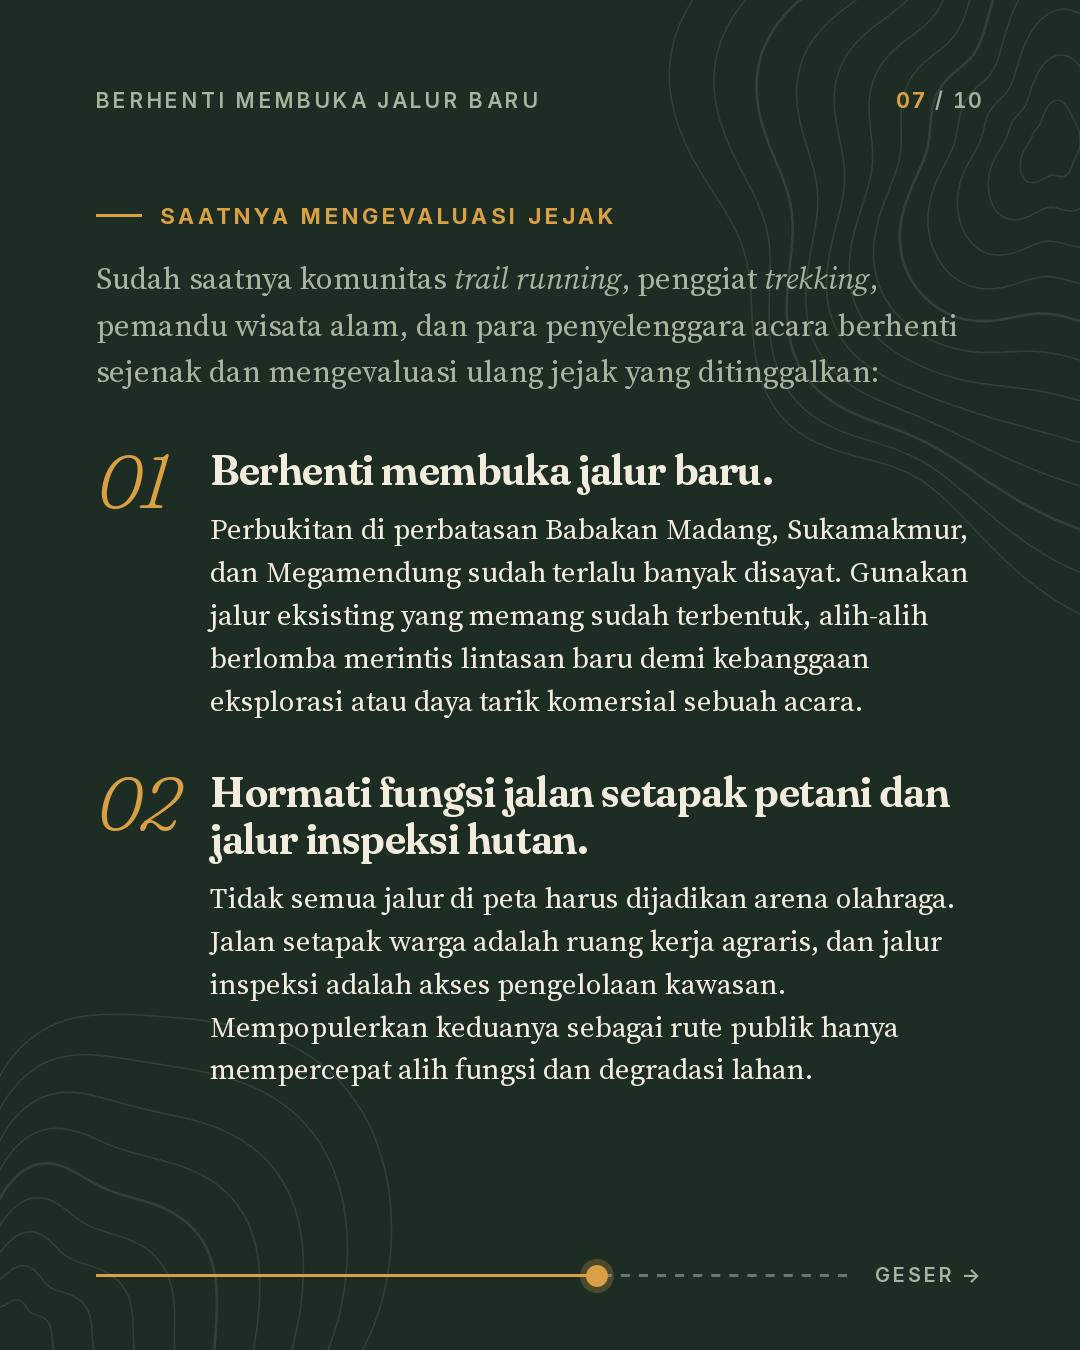 BERHENTI MEMBUKA JALUR BARU
07 / 10
SAATNYA MENGEVALUASI JEJAK
Sudah saatnya komunitas trail running, penggiat trekking,
pemandu wisata alam, dan para penyelenggara acara berhenti
sejenak dan mengevaluasi ulang jejak yang ditinggalkan:
01
Berhenti membuka jalur baru.
Perbukitan di perbatasan Babakan Madang, Sukamakmur,
dan Megamendung sudah terlalu banyak disayat. Gunakan
jalur eksisting yang memang sudah terbentuk, alih-alih
berlomba merintis lintasan baru demi kebanggaan
eksplorasi atau daya tarik komersial sebuah acara.
02
Hormati fungsi jalan setapak petani dan
jalur inspeksi hutan.
Tidak semua jalur di peta harus dijadikan arena olahraga.
Jalan setapak warga adalah ruang kerja agraris, dan jalur
inspeksi adalah akses pengelolaan kawasan.
Mempopulerkan keduanya sebagai rute publik hanya
mempercepat alih fungsi dan degradasi lahan.
GESER →